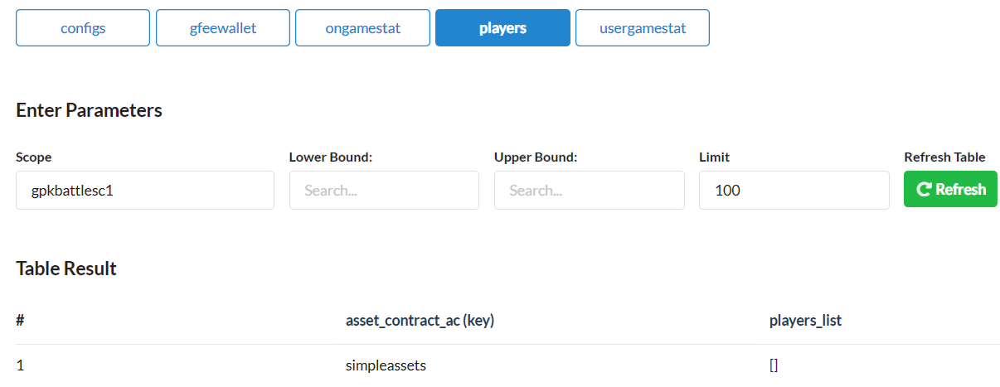 configs gfeewallet ongamestat players usergamestat
Enter Parameters
Scope Lower Bound: Upper Bound: Limit Refresh Table
gpkbattlesc1 Search... Search... 100 Refresh
Table Result
# asset_contract_ac (key) players_list
1 simpleassets []